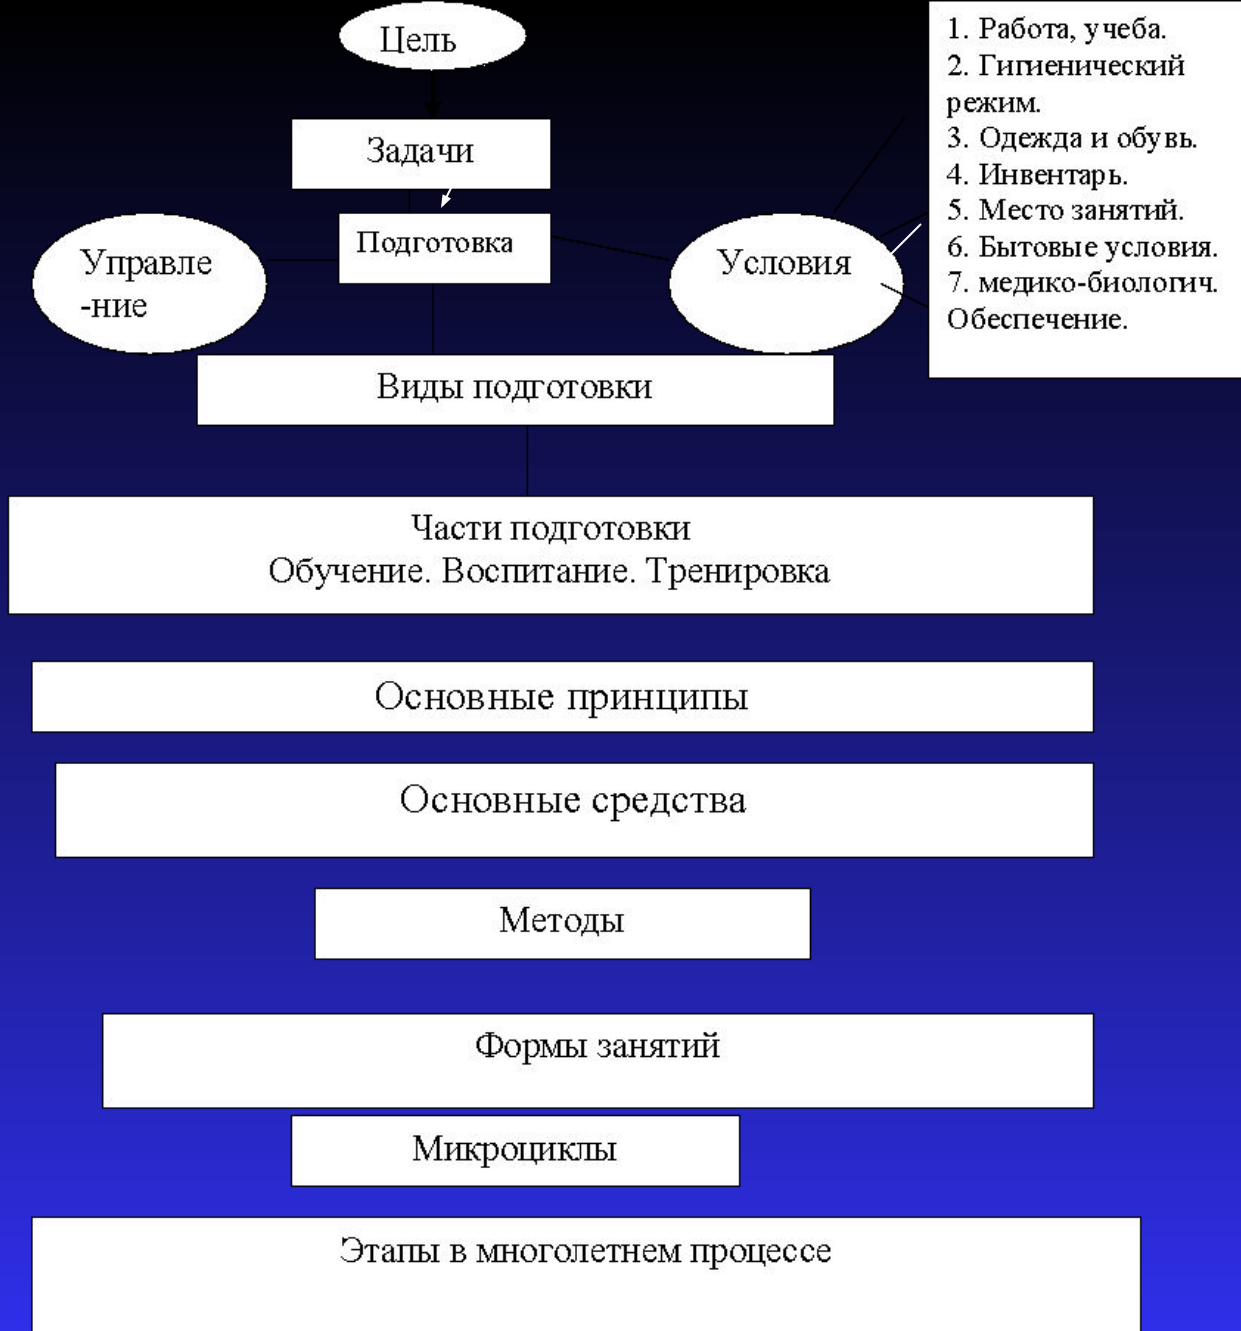 Цель
Задачи
Подготовка
Управле
-ние
Условия
1. Работа, учеба.
2. Гигиенический
режим.
3. Одежда и обувь.
4. Инвентарь.
5. Место занятий.
6. Бытовые условия.
7. медико-биологич.
Обеспечение.
Виды подготовки
Части подготовки
Обучение. Воспитание. Тренировка
Основные принципы
Основные средства
Методы
Формы занятий
Микроциклы
Этапы в многолетнем процессе